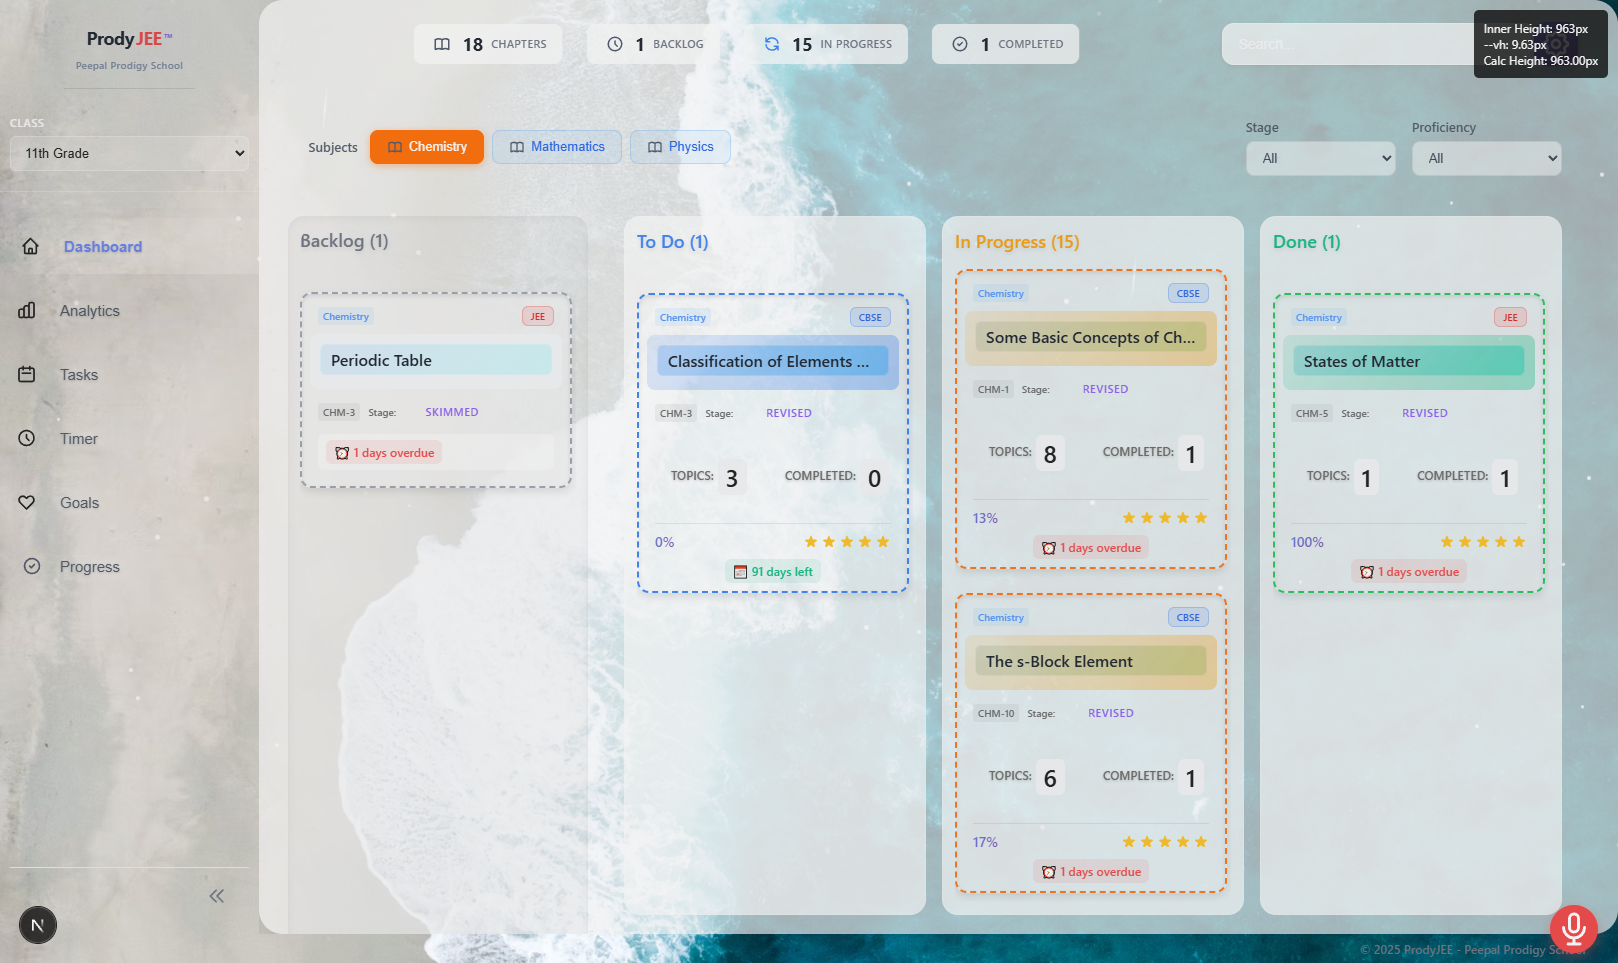 ProdyJEE™
Peepal Prodigy School
CLASS
11th Grade
Dashboard
Analytics
Tasks
Timer
Goals
Progress
N
18 CHAPTERS
1 BACKLOG
15 IN PROGRESS
1 COMPLETED
Search...
Inner Height: 963px
--vh: 9.63px
Calc Height: 963.00px
Subjects
Chemistry
Mathematics
Physics
Stage
All
Proficiency
All
Backlog (1)
Chemistry
JEE
Periodic Table
CHM-3 Stage: SKIMMED
1 days overdue
To Do (1)
Chemistry
CBSE
Classification of Elements ...
CHM-3 Stage: REVISED
TOPICS: 3 COMPLETED: 0
0%
91 days left
In Progress (15)
Chemistry
CBSE
Some Basic Concepts of Ch...
CHM-1 Stage: REVISED
TOPICS: 8 COMPLETED: 1
13%
1 days overdue
Chemistry
CBSE
The s-Block Element
CHM-10 Stage: REVISED
TOPICS: 6 COMPLETED: 1
17%
1 days overdue
Done (1)
Chemistry
JEE
States of Matter
CHM-5 Stage: REVISED
TOPICS: 1 COMPLETED: 1
100%
1 days overdue
© 2025 ProdyJEE - Peepal Prodigy School